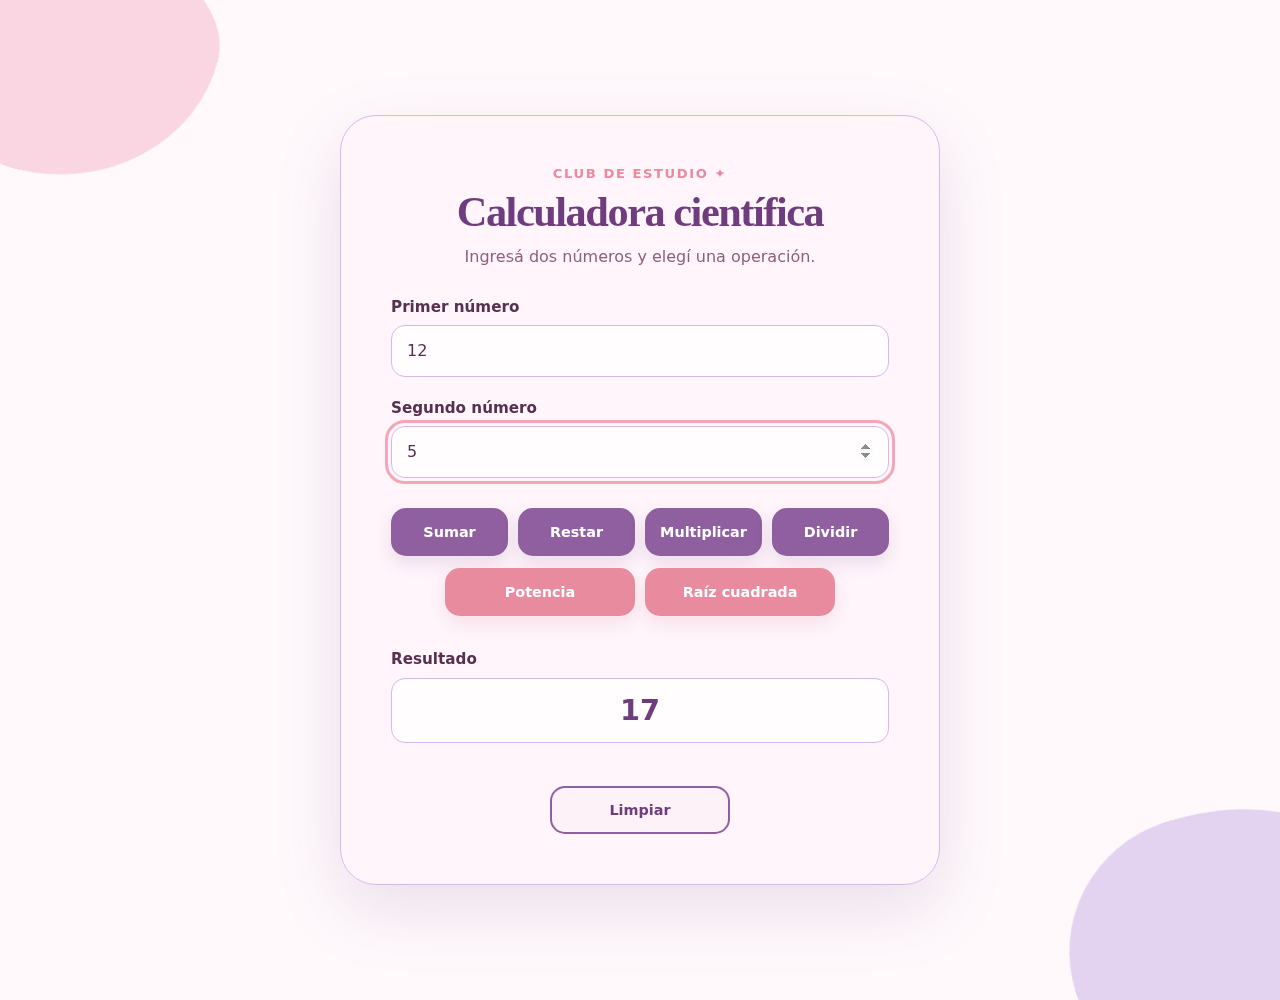 CLUB DE ESTUDIO ✦
Calculadora científica
Ingresá dos números y elegí una operación.
Primer número
12
Segundo número
5
Sumar Restar Multiplicar Dividir
Potencia Raíz cuadrada
Resultado
17
Limpiar